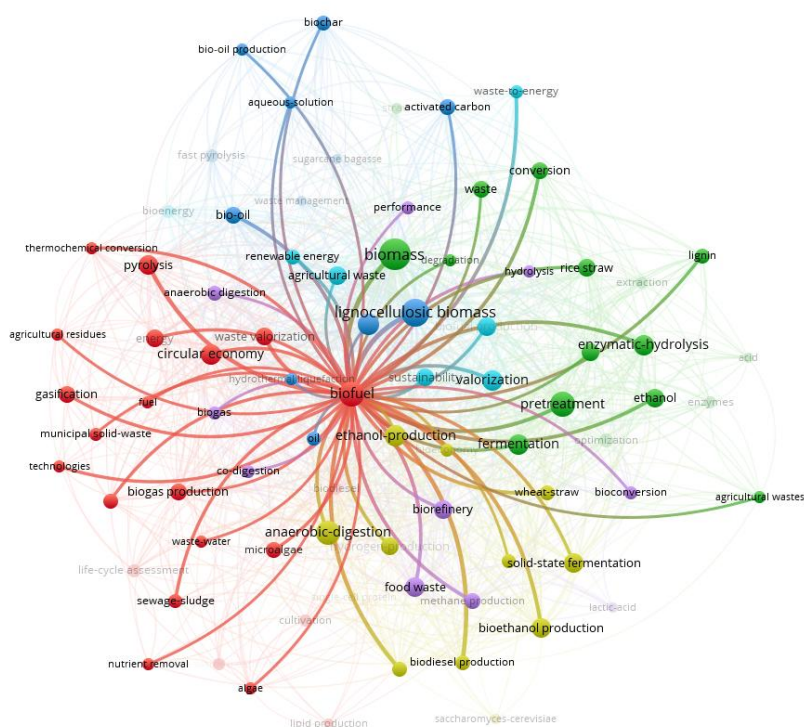 biochar
bio-oil production
waste-to-energy
aqueous-solution
activated carbon
fast pyrolysis
sugarcane bagasse
conversion
waste
waste management
performance
bioenergy
bio-oil
thermochemical conversion
renewable energy
biomass
degrapation
lignin
pyrolysis
agricultural waste
hydrolysis
rice straw
extraction
anaerobic digestion
lignocellulosic biomass
agricultural residues
energy
waste valorization
circular economy
enzymatic-hydrolysis
acid
hydrothermal liquefaction
sustainability
valorization
gasification
fuel
biofuel
biogas
pretreatment
ethanol
enzymes
municipal solid-waste
oil
ethanol-production
fermentation
optimization
technologies
co-digestion
biogas production
biodiesel
wheat-straw
bioconversion
agricultural wastes
biorefinery
anaerobic-digestion
waste-water
microalgae
hydrogen production
solid-state fermentation
life-cycle assessment
food waste
sewage-sludge
methane production
lactic-acid
cultivation
bioethanol production
nutrient removal
biodiesel production
algae
lipid production
saccharomyces-cerevisiae